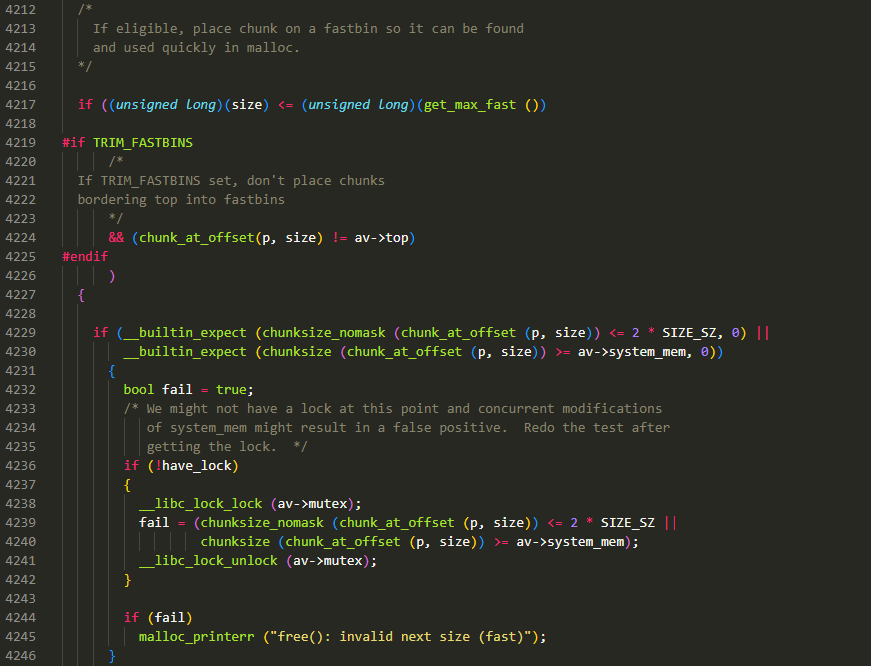 4212 /*
4213 If eligible, place chunk on a fastbin so it can be found
4214 and used quickly in malloc.
4215 */
4216
4217 if ((unsigned long)(size) <= (unsigned long)(get_max_fast ())
4218
4219 #if TRIM_FASTBINS
4220 /*
4221 If TRIM_FASTBINS set, don't place chunks
4222 bordering top into fastbins
4223 */
4224 && (chunk_at_offset(p, size) != av->top)
4225 #endif
4226 )
4227 {
4228
4229 if (__builtin_expect (chunksize_nomask (chunk_at_offset (p, size)) <= 2 * SIZE_SZ, 0) ||
4230 __builtin_expect (chunksize (chunk_at_offset (p, size)) >= av->system_mem, 0))
4231 {
4232 bool fail = true;
4233 /* We might not have a lock at this point and concurrent modifications
4234 of system_mem might result in a false positive.  Redo the test after
4235 getting the lock.  */
4236 if (!have_lock)
4237 {
4238 __libc_lock_lock (av->mutex);
4239 fail = (chunksize_nomask (chunk_at_offset (p, size)) <= 2 * SIZE_SZ ||
4240 chunksize (chunk_at_offset (p, size)) >= av->system_mem);
4241 __libc_lock_unlock (av->mutex);
4242 }
4243
4244 if (fail)
4245 malloc_printerr ("free(): invalid next size (fast)");
4246 }